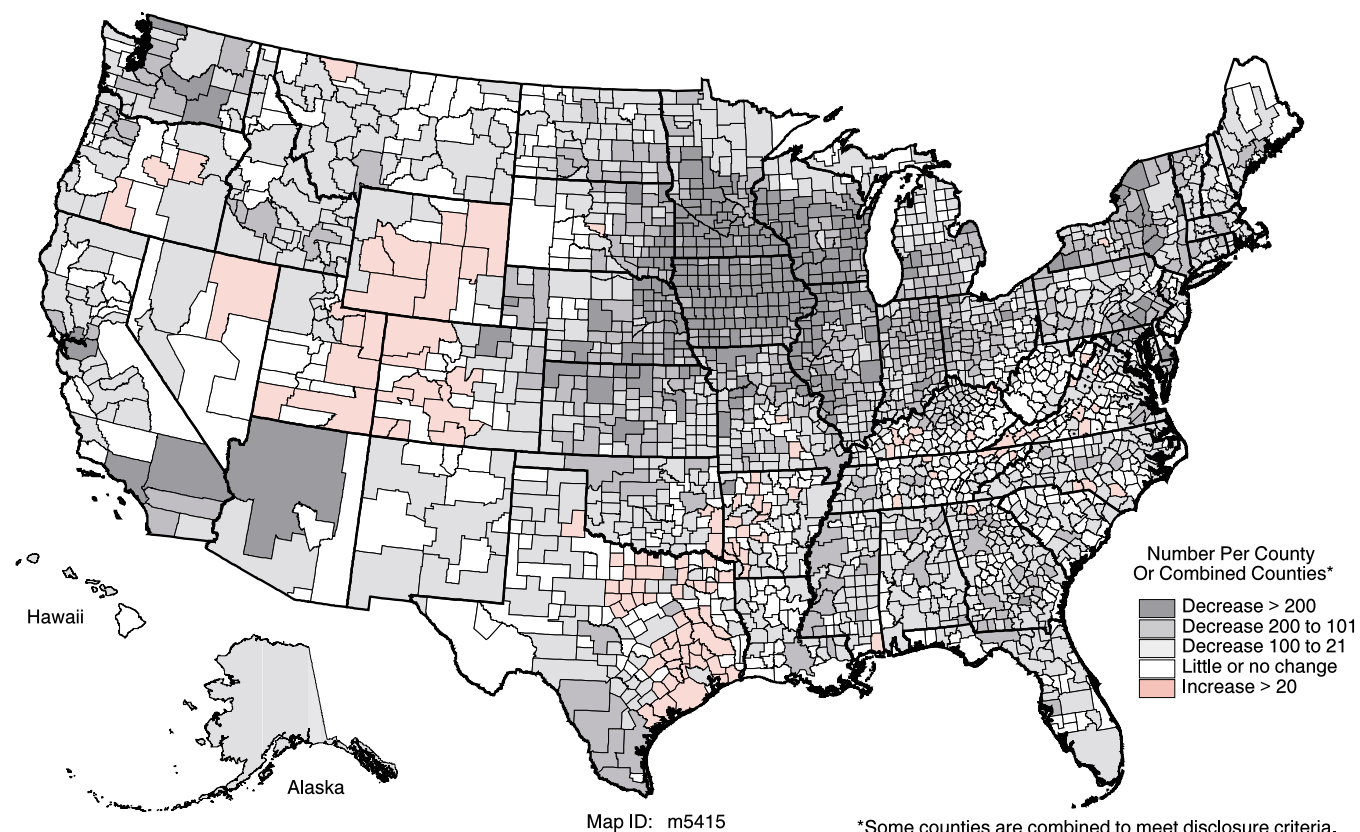 Number Per County
Or Combined Counties*
Decrease > 200
Decrease 200 to 101
Decrease 100 to 21
Little or no change
Increase > 20
Hawaii
Alaska
Map ID: m5415
*Some counties are combined to meet disclosure criteria.